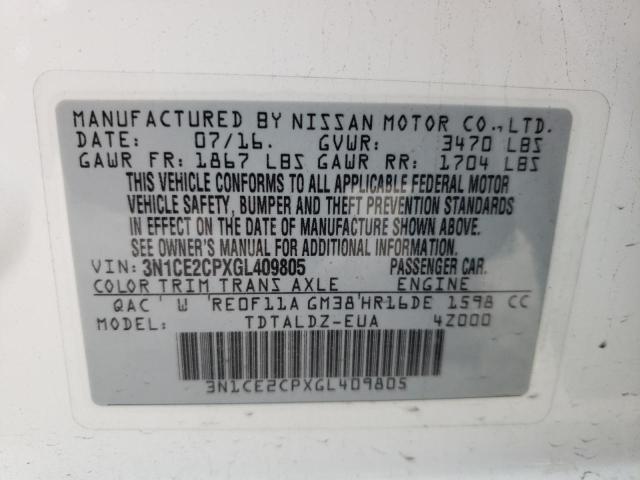 MANUFACTURED BY NISSAN MOTOR CO., LTD.
DATE: 07/16. GVWR: 3470 LBS
GAWR FR: 1867 LBS GAWR RR: 1704 LBS
THIS VEHICLE CONFORMS TO ALL APPLICABLE FEDERAL MOTOR
VEHICLE SAFETY, BUMPER AND THEFT PREVENTION STANDARDS
IN EFFECT ON THE DATE OF MANUFACTURE SHOWN ABOVE.
SEE OWNER'S MANUAL FOR ADDITIONAL INFORMATION.
VIN: 3N1CE2CPXGL409805 PASSENGER CAR.
COLOR TRIM TRANS AXLE ENGINE
QAC W RE0F11A GM38 HR16DE 1598 CC
MODEL: TDTALDZ-EUA 4Z000
3N1CE2CPXGL409805